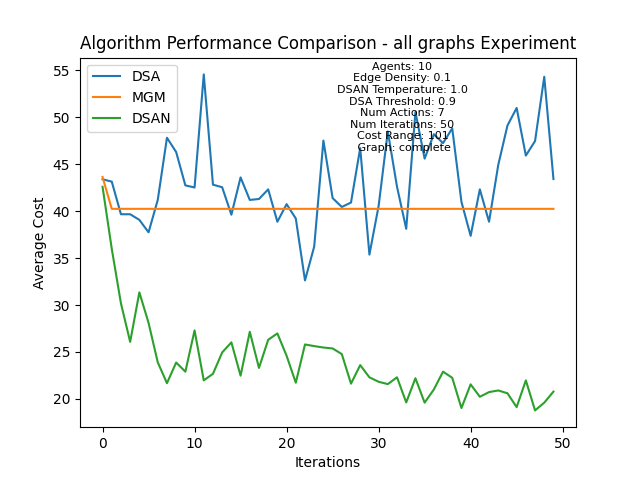 Algorithm Performance Comparison - all graphs Experiment
DSA
MGM
DSAN
Agents: 10
Edge Density: 0.1
DSAN Temperature: 1.0
DSA Threshold: 0.9
Num Actions: 7
Num Iterations: 50
Cost Range: 101
Graph: complete
Average Cost
55
50
45
40
35
30
25
20
0
10
20
30
40
50
Iterations